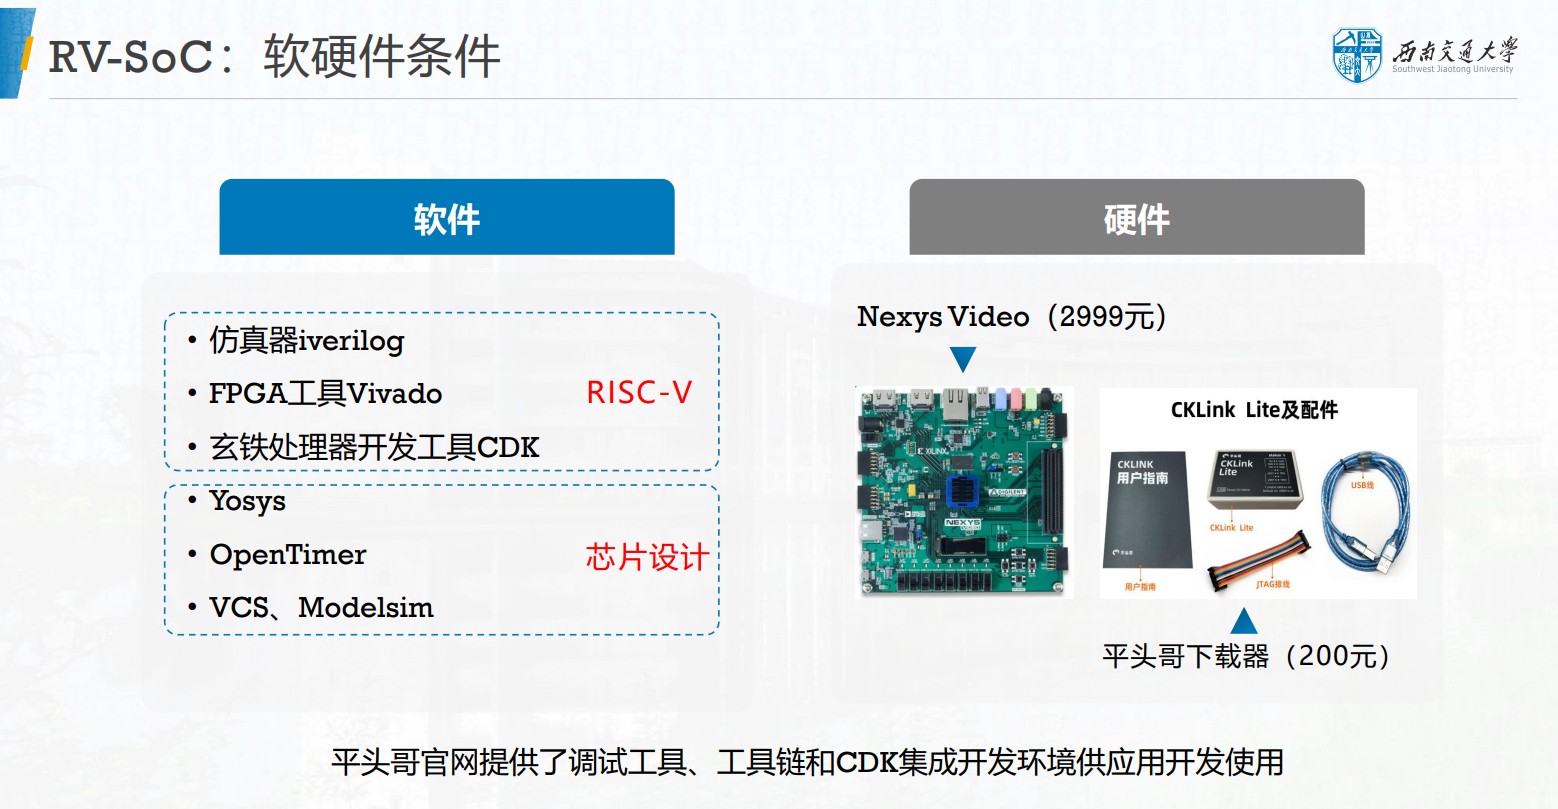 RV-SoC：软硬件条件
西南交通大学
Southwest Jiaotong University
软件
• 仿真器iverilog
• FPGA工具Vivado
• 玄铁处理器开发工具CDK
RISC-V
• Yosys
• OpenTimer
• VCS、Modelsim
芯片设计
硬件
Nexys Video（2999元）
XILINX
DIGILENT
NEXYS
VIDEO
CKLink Lite及配件
CKLINK
用户指南
平头哥
用户指南
平头哥
CKLink
Lite
CKLink Lite
JTAG排线
USB线
平头哥下载器（200元）
平头哥官网提供了调试工具、工具链和CDK集成开发环境供应用开发使用